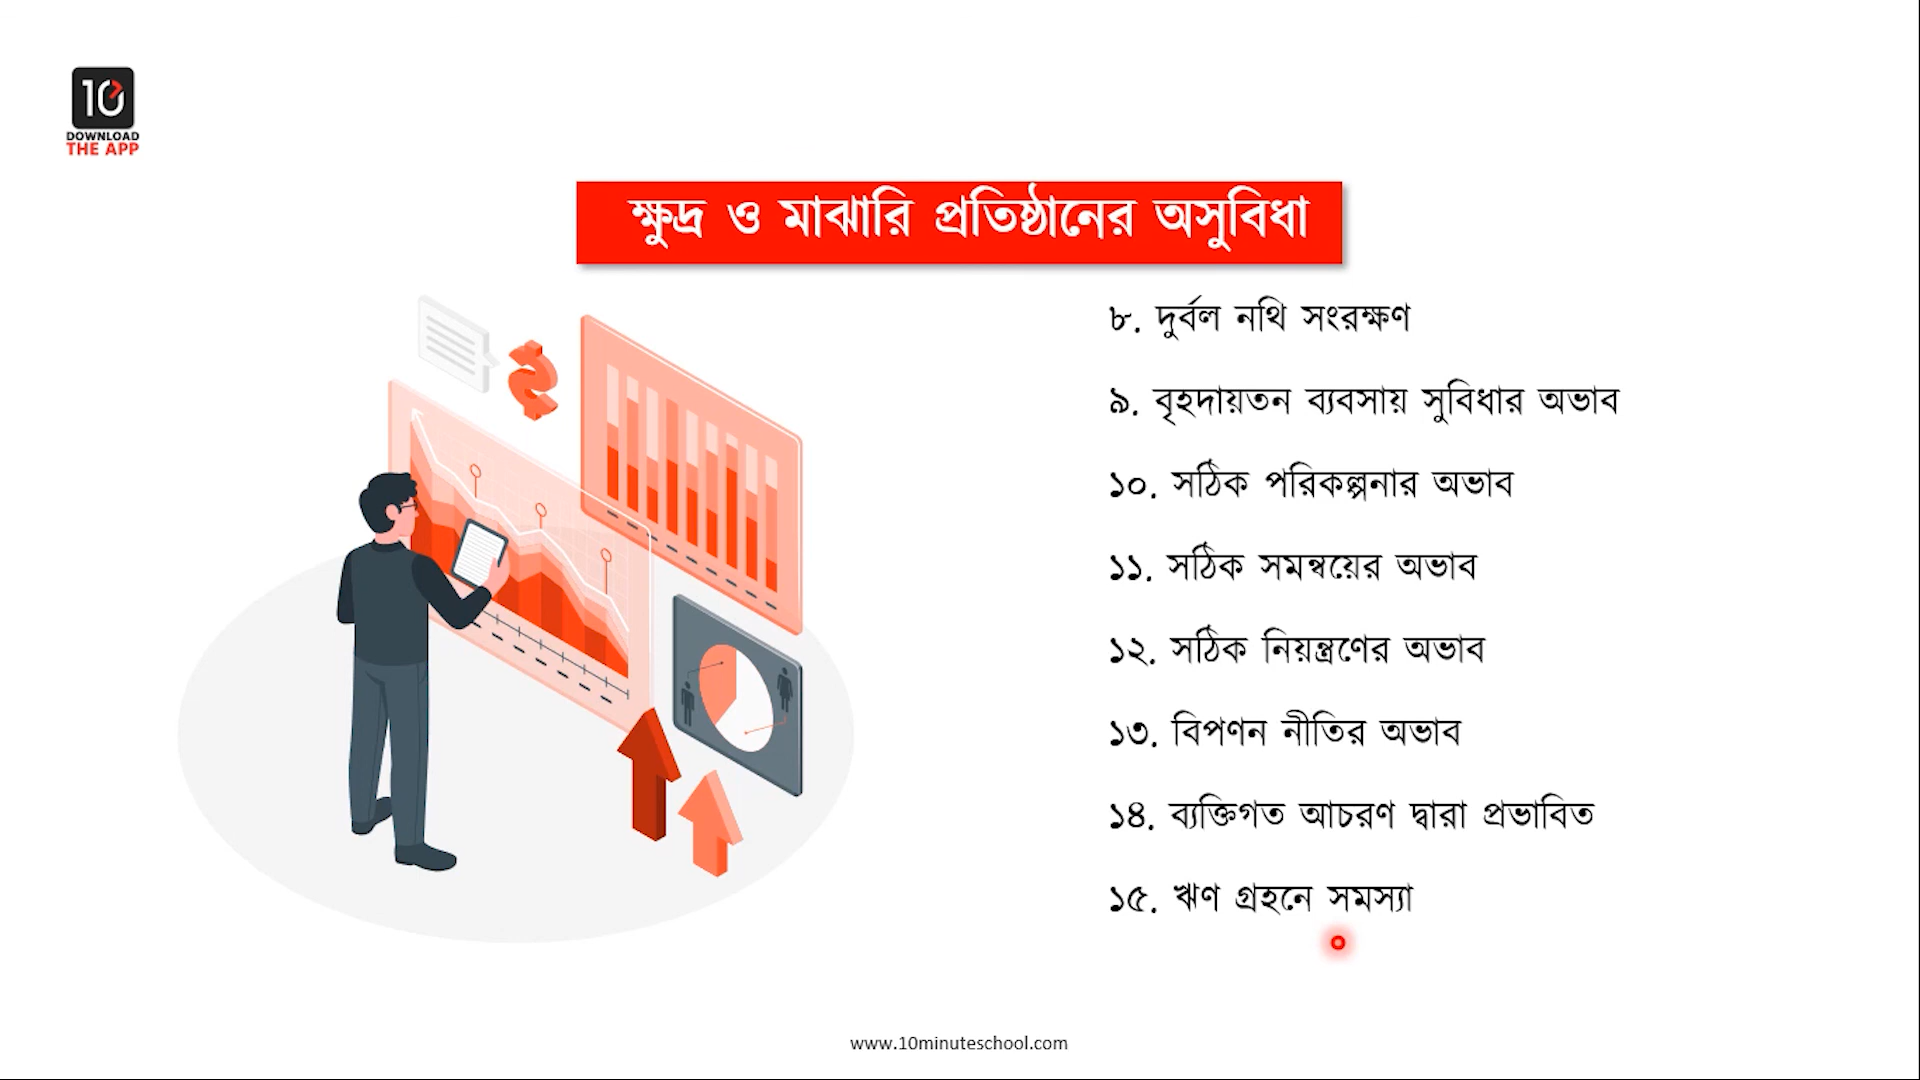 10
DOWNLOAD
THE APP
ক্ষুদ্র ও মাঝারি প্রতিষ্ঠানের অসুবিধা
৮. দুর্বল নথি সংরক্ষণ
৯. বৃহদায়তন ব্যবসায় সুবিধার অভাব
১০. সঠিক পরিকল্পনার অভাব
১১. সঠিক সমন্বয়ের অভাব
১২. সঠিক নিয়ন্ত্রণের অভাব
১৩. বিপণন নীতির অভাব
১৪. ব্যক্তিগত আচরণ দ্বারা প্রভাবিত
১৫. ঋণ গ্রহনে সমস্যা
www.10minuteschool.com